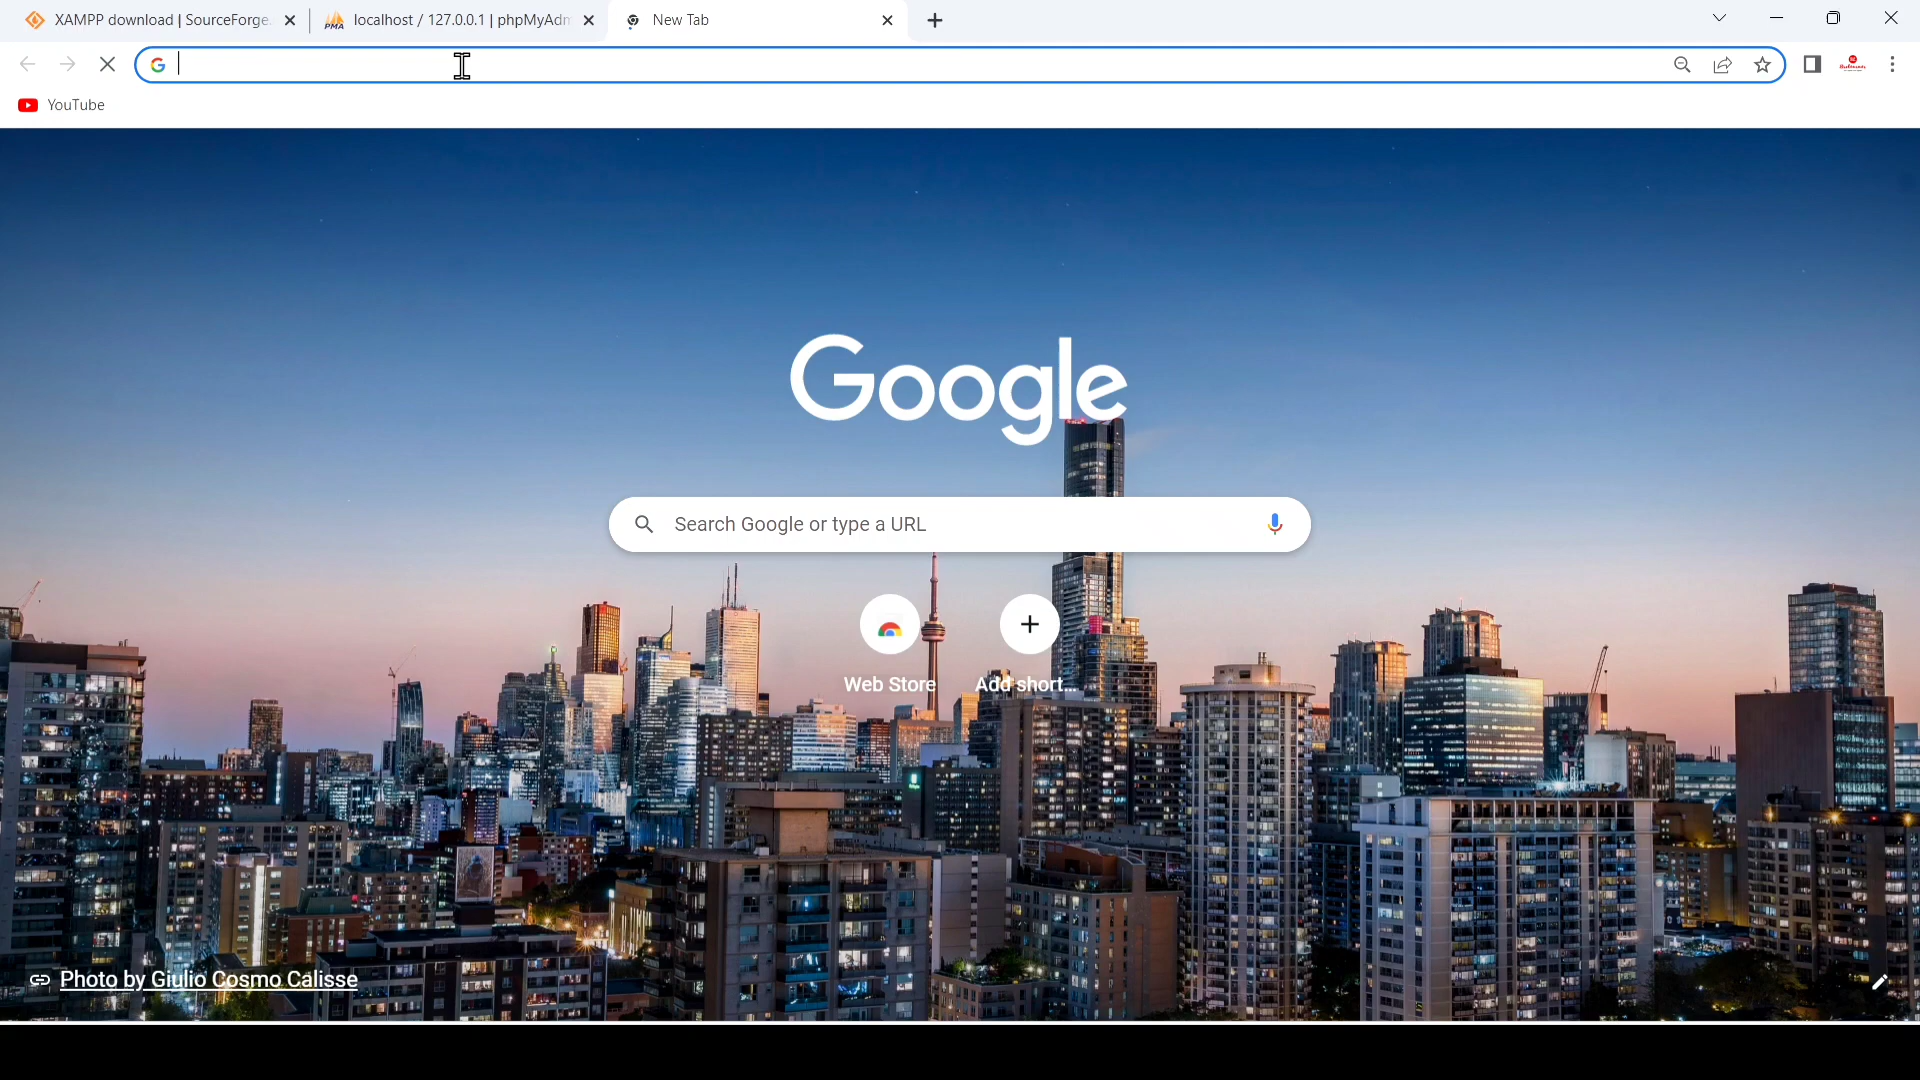 XAMPP download | SourceForge.
localhost / 127.0.0.1 | phpMyAdm
New Tab
YouTube
Google
Search Google or type a URL
Web Store
Add short...
Photo by Giulio Cosmo Calisse